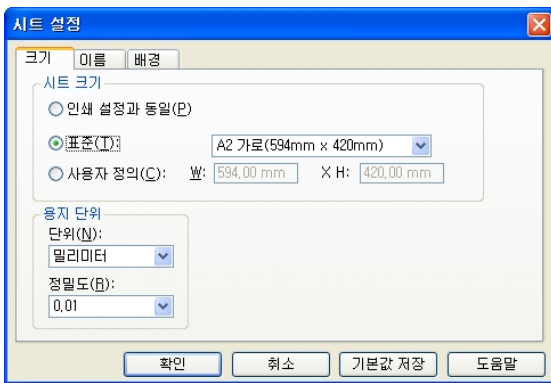 시트 설정
크기 이름 배경
시트 크기
인쇄 설정과 동일(P)
표준(T): A2 가로(594mm x 420mm)
사용자 정의(C): W: 594,00 mm X H: 420,00 mm
용지 단위
단위(N):
밀리미터
정밀도(R):
0,01
확인 취소 기본값 저장 도움말